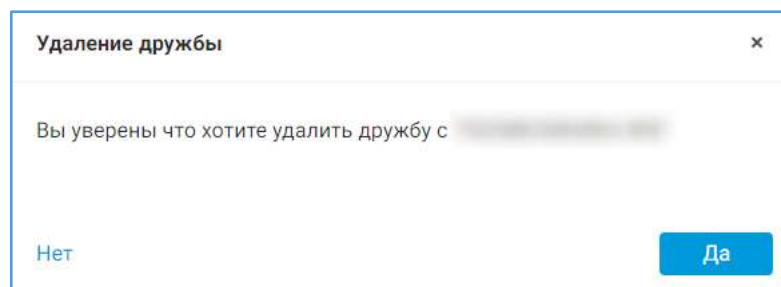 Удаление дружбы ×
Вы уверены что хотите удалить дружбу с
Нет Да